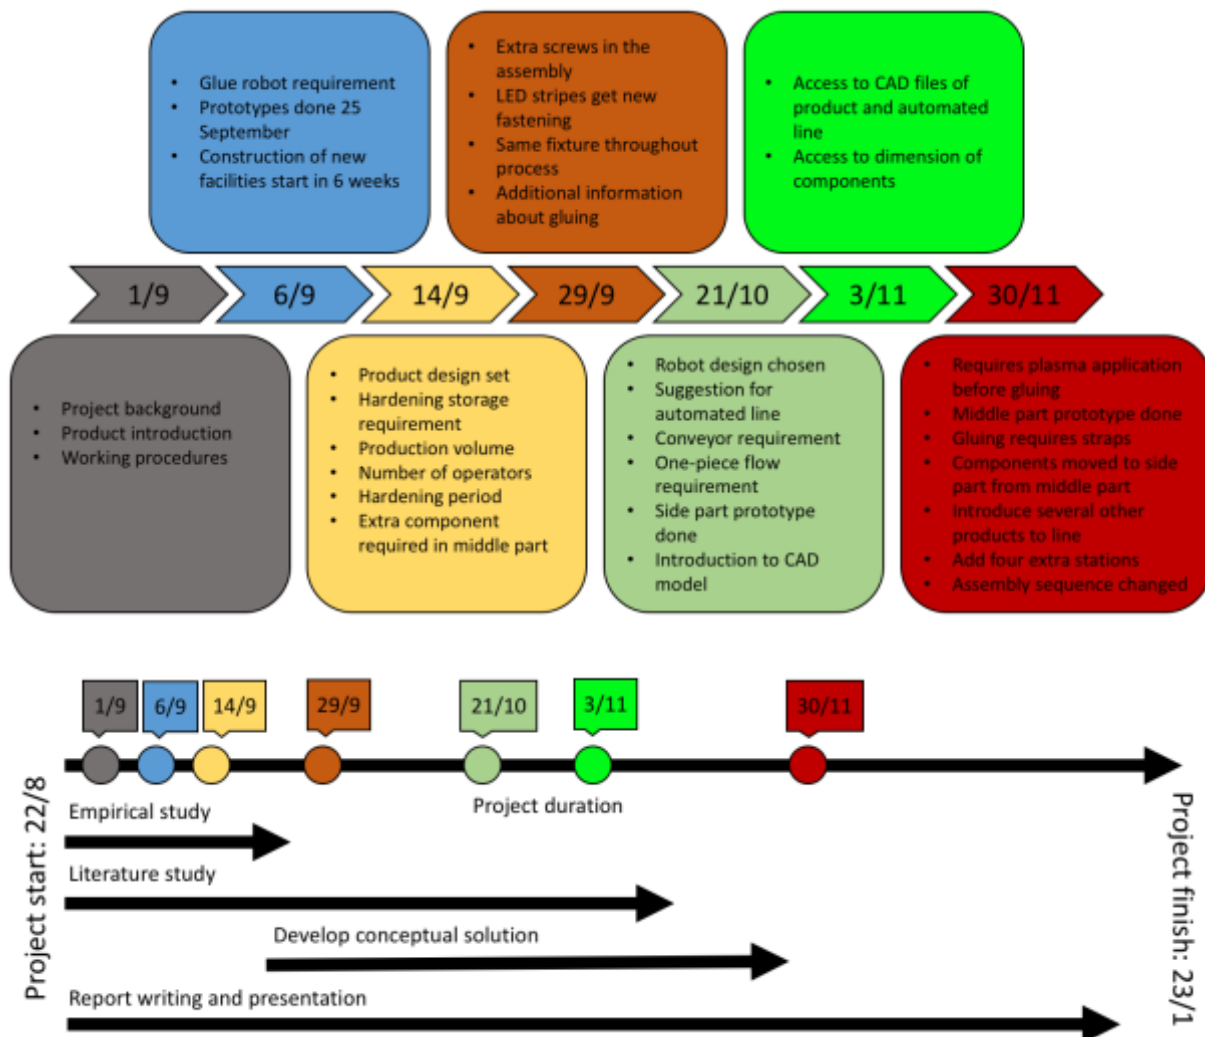 Glue robot requirement
Prototypes done 25
September
Construction of new
facilities start in 6 weeks
Extra screws in the
assembly
LED stripes get new
fastening
Same fixture throughout
process
Additional information
about gluing
Access to CAD files of
product and automated
line
Access to dimension of
components
1/9
6/9
14/9
29/9
21/10
3/11
30/11
Project background
Product introduction
Working procedures
Product design set
Hardening storage
requirement
Production volume
Number of operators
Hardening period
Extra component
required in middle part
Robot design chosen
Suggestion for
automated line
Conveyor requirement
One-piece flow
requirement
Side part prototype
done
Introduction to CAD
model
Requires plasma application
before gluing
Middle part prototype done
Gluing requires straps
Components moved to side
part from middle part
Introduce several other
products to line
Add four extra stations
Assembly sequence changed
1/9
6/9
14/9
29/9
21/10
3/11
30/11
Project start: 22/8
Project duration
Empirical study
Literature study
Develop conceptual solution
Report writing and presentation
Project finish: 23/1